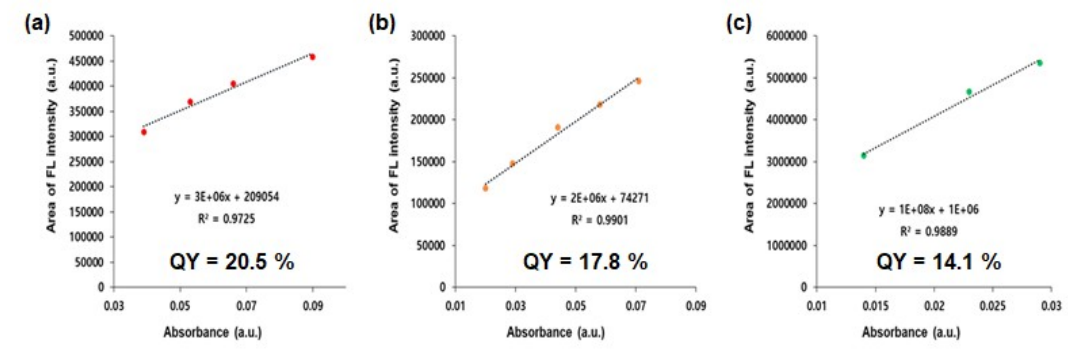 (a)
Area of FL intensity (a.u.)
500000
450000
400000
350000
300000
250000
200000
150000
100000
50000
0
y = 3E+06x + 209054
R² = 0.9725
QY = 20.5 %
0.03 0.05 0.07 0.09
Absorbance (a.u.)
(b)
Area of FL intensity (a.u.)
300000
250000
200000
150000
100000
50000
0
y = 2E+06x + 74271
R² = 0.9901
QY = 17.8 %
0.01 0.03 0.05 0.07 0.09
Absorbance (a.u.)
(c)
Area of FL intensity (a.u.)
6000000
5000000
4000000
3000000
2000000
1000000
0
y = 1E+08x + 1E+06
R² = 0.9889
QY = 14.1 %
0.01 0.015 0.02 0.025 0.03
Absorbance (a.u.)